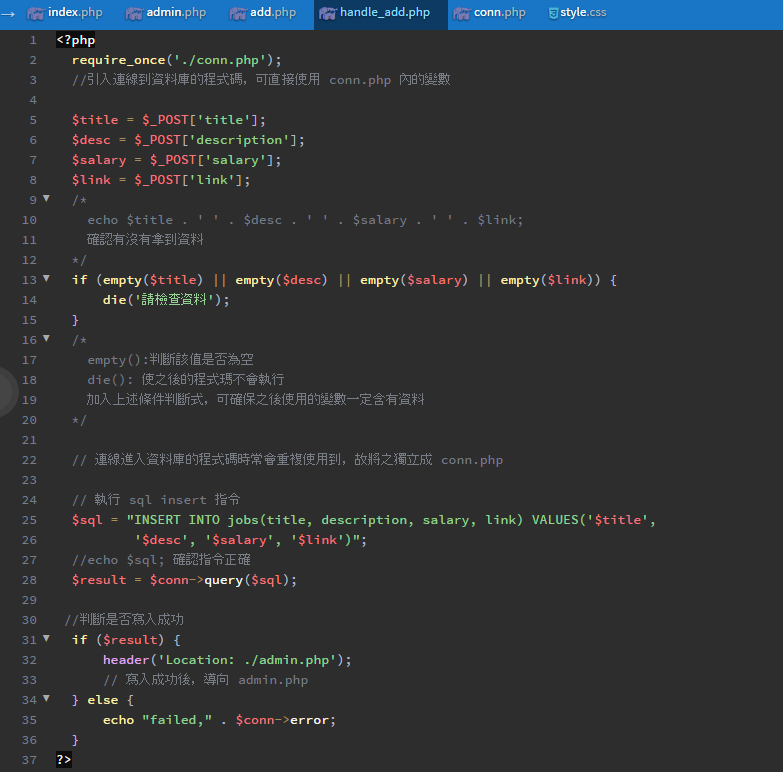 → index.php admin.php add.php handle_add.php conn.php style.css
1 <?php
2 require_once('./conn.php');
3 //引入連線到資料庫的程式碼，可直接使用 conn.php 內的變數
4
5 $title = $_POST['title'];
6 $desc = $_POST['description'];
7 $salary = $_POST['salary'];
8 $link = $_POST['link'];
9 /*
10 echo $title . ' ' . $desc . ' ' . $salary . ' ' . $link;
11 確認有沒有拿到資料
12 */
13 if (empty($title) || empty($desc) || empty($salary) || empty($link)) {
14 die('請檢查資料');
15 }
16 /*
17 empty():判斷該值是否為空
18 die(): 使之後的程式瑪不會執行
19 加入上述條件判斷式，可確保之後使用的變數一定含有資料
20 */
21
22 // 連線進入資料庫的程式碼時常會重複使用到，故將之獨立成 conn.php
23
24 // 執行 sql insert 指令
25 $sql = "INSERT INTO jobs(title, description, salary, link) VALUES('$title',
26 '$desc', '$salary', '$link')";
27 //echo $sql; 確認指令正確
28 $result = $conn->query($sql);
29
30 //判斷是否寫入成功
31 if ($result) {
32 header('Location: ./admin.php');
33 // 寫入成功後，導向 admin.php
34 } else {
35 echo "failed," . $conn->error;
36 }
37 ?>